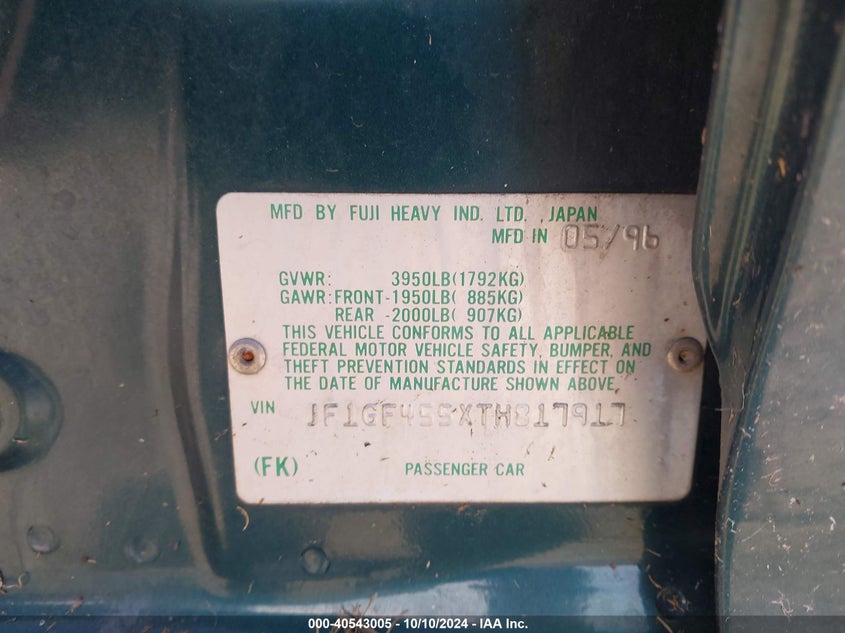 MFD BY FUJI HEAVY IND. LTD. JAPAN
MFD IN 05/96
GVWR: 3950LB(1792KG)
GAWR:FRONT-1950LB( 885KG)
REAR -2000LB( 907KG)
THIS VEHICLE CONFORMS TO ALL APPLICABLE
FEDERAL MOTOR VEHICLE SAFETY, BUMPER, AND
THEFT PREVENTION STANDARDS IN EFFECT ON
THE DATE OF MANUFACTURE SHOWN ABOVE.
VIN JF1GF455XTH817917
(FK) PASSENGER CAR
000-40543005 - 10/10/2024 - IAA Inc.